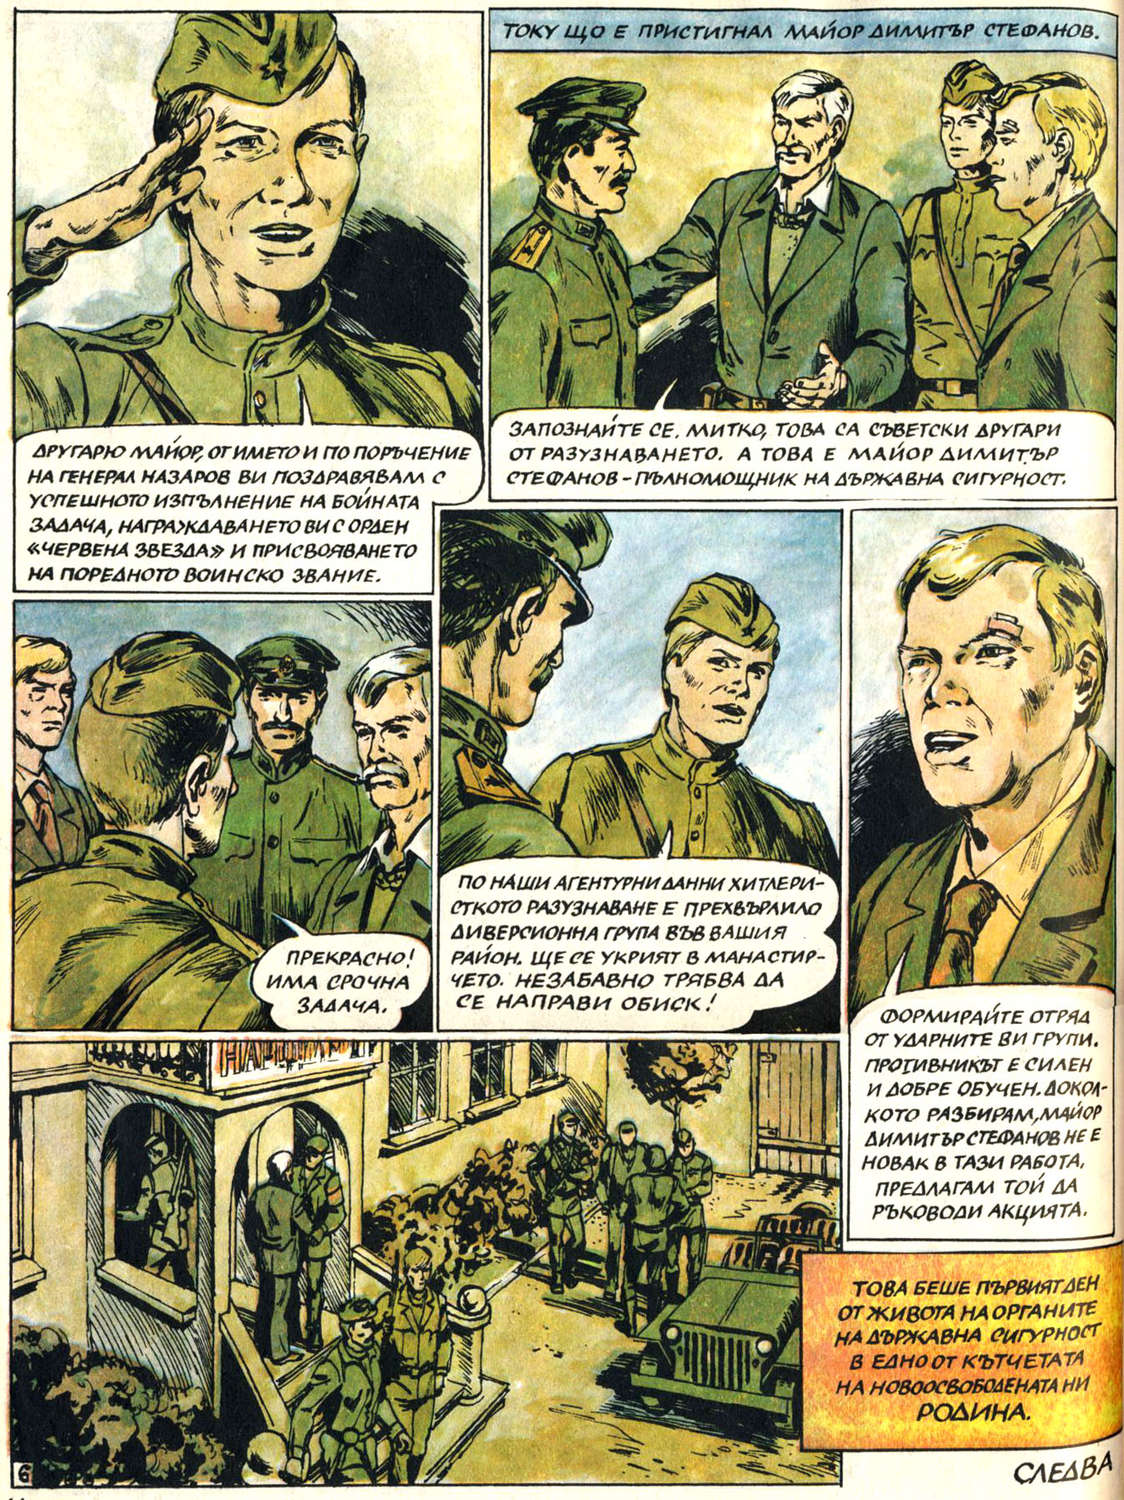 ДРУГАРЮ МАЙОР, ОТ ИМЕТО И ПО ПОРЪЧЕНИЕ
НА ГЕНЕРАЛ НАЗАРОВ ВИ ПОЗДРАВЯВАМ С
УСПЕШНОТО ИЗПЪЛНЕНИЕ НА БОЙНАТА
ЗАДАЧА, НАГРАЖДАВАНЕТО ВИ С ОРДЕН
«ЧЕРВЕНА ЗВЕЗДА» И ПРИСВОЯВАНЕТО
НА ПОРЕДНОТО ВОИНСКО ЗВАНИЕ.
ТОКУ ЩО Е ПРИСТИГНАЛ МАЙОР ДИМИТЪР СТЕФАНОВ.
ЗАПОЗНАЙТЕ СЕ. МИТКО, ТОВА СА СЪВЕТСКИ ДРУГАРИ
ОТ РАЗУЗНАВАНЕТО. А ТОВА Е МАЙОР ДИМИТЪР
СТЕФАНОВ - ПЪЛНОМОЩНИК НА ДЪРЖАВНА СИГУРНОСТ.
ПРЕКРАСНО!
ИМА СРОЧНА
ЗАДАЧА.
ПО НАШИ АГЕНТУРНИ ДАННИ ХИТЛЕРИ-
СТКОТО РАЗУЗНАВАНЕ Е ПРЕХВЪРЛИЛО
ДИВЕРСИОННА ГРУПА ВЪВ ВАШИЯ
РАЙОН. ЩЕ СЕ УКРИЯТ В МАНАСТИР-
ЧЕТО. НЕЗАБАВНО ТРЯБВА ДА
СЕ НАПРАВИ ОБИСК!
ФОРМИРАЙТЕ ОТРЯД
ОТ УДАРНИТЕ ВИ ГРУПИ.
ПРОТИВНИКЪТ Е СИЛЕН
И ДОБРЕ ОБУЧЕН. ДОКОЛ-
КОТО РАЗБИРАМ, МАЙОР
ДИМИТЪР СТЕФАНОВ НЕ Е
НОВАК В ТАЗИ РАБОТА.
ПРЕДЛАГАМ ТОЙ ДА
РЪКОВОДИ АКЦИЯТА.
ТОВА БЕШЕ ПЪРВИЯТ ДЕН
ОТ ЖИВОТА НА ОРГАНИТЕ
НА ДЪРЖАВНА СИГУРНОСТ
В ЕДНО ОТ КЪТЧЕТАТА
НА НОВООСВОБОДЕНАТА НИ
РОДИНА.
6
СЛЕДВА